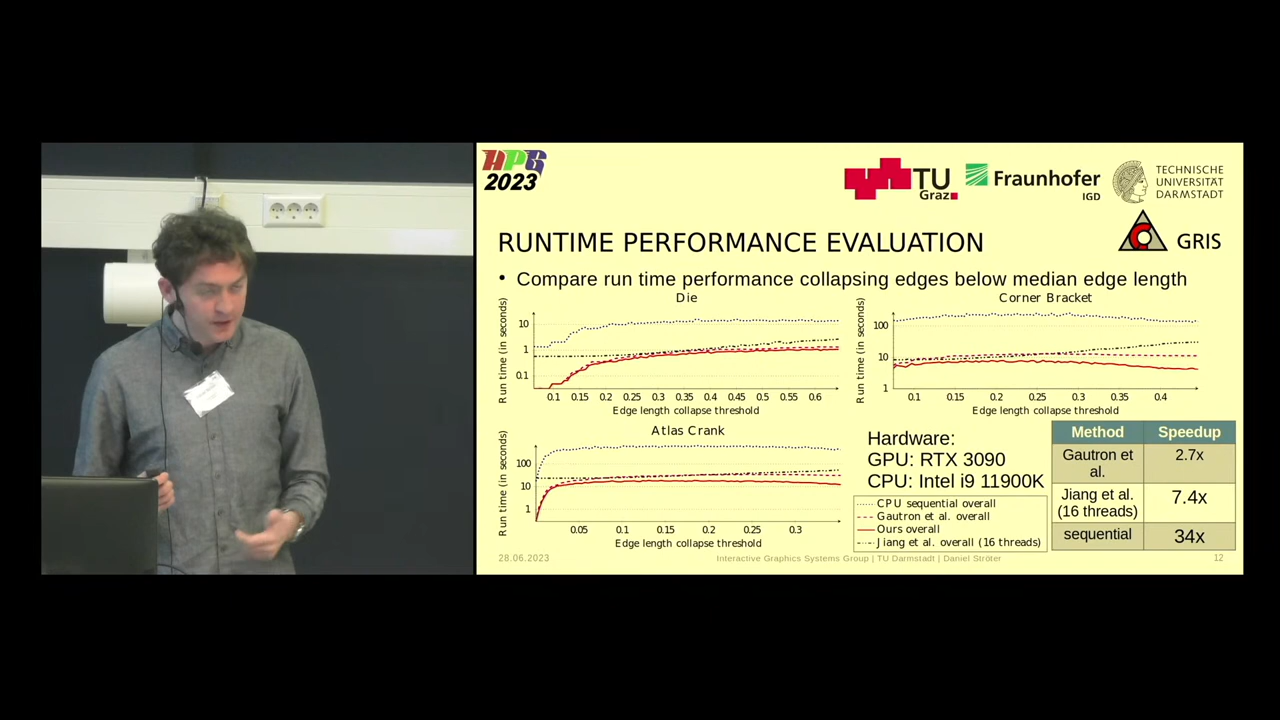 HPG
2023
TU
Graz
Fraunhofer
IGD
TECHNISCHE
UNIVERSITÄT
DARMSTADT
GRIS
RUNTIME PERFORMANCE EVALUATION
• Compare run time performance collapsing edges below median edge length
Die
Run time (in seconds)
10
1
0.1
0.1 0.15 0.2 0.25 0.3 0.35 0.4 0.45 0.5 0.55 0.6
Edge length collapse threshold
Corner Bracket
Run time (in seconds)
100
10
1
0.1 0.15 0.2 0.25 0.3 0.35 0.4
Edge length collapse threshold
Atlas Crank
Run time (in seconds)
100
10
1
0.05 0.1 0.15 0.2 0.25 0.3
Edge length collapse threshold
Hardware:
GPU: RTX 3090
CPU: Intel i9 11900K
CPU sequential overall
Gautron et al. overall
Ours overall
Jiang et al. overall (16 threads)
Method Speedup
Gautron et 2.7x
al.
Jiang et al. 7.4x
(16 threads)
sequential 34x
28.06.2023 Interactive Graphics Systems Group | TU Darmstadt | Daniel Ströter 12